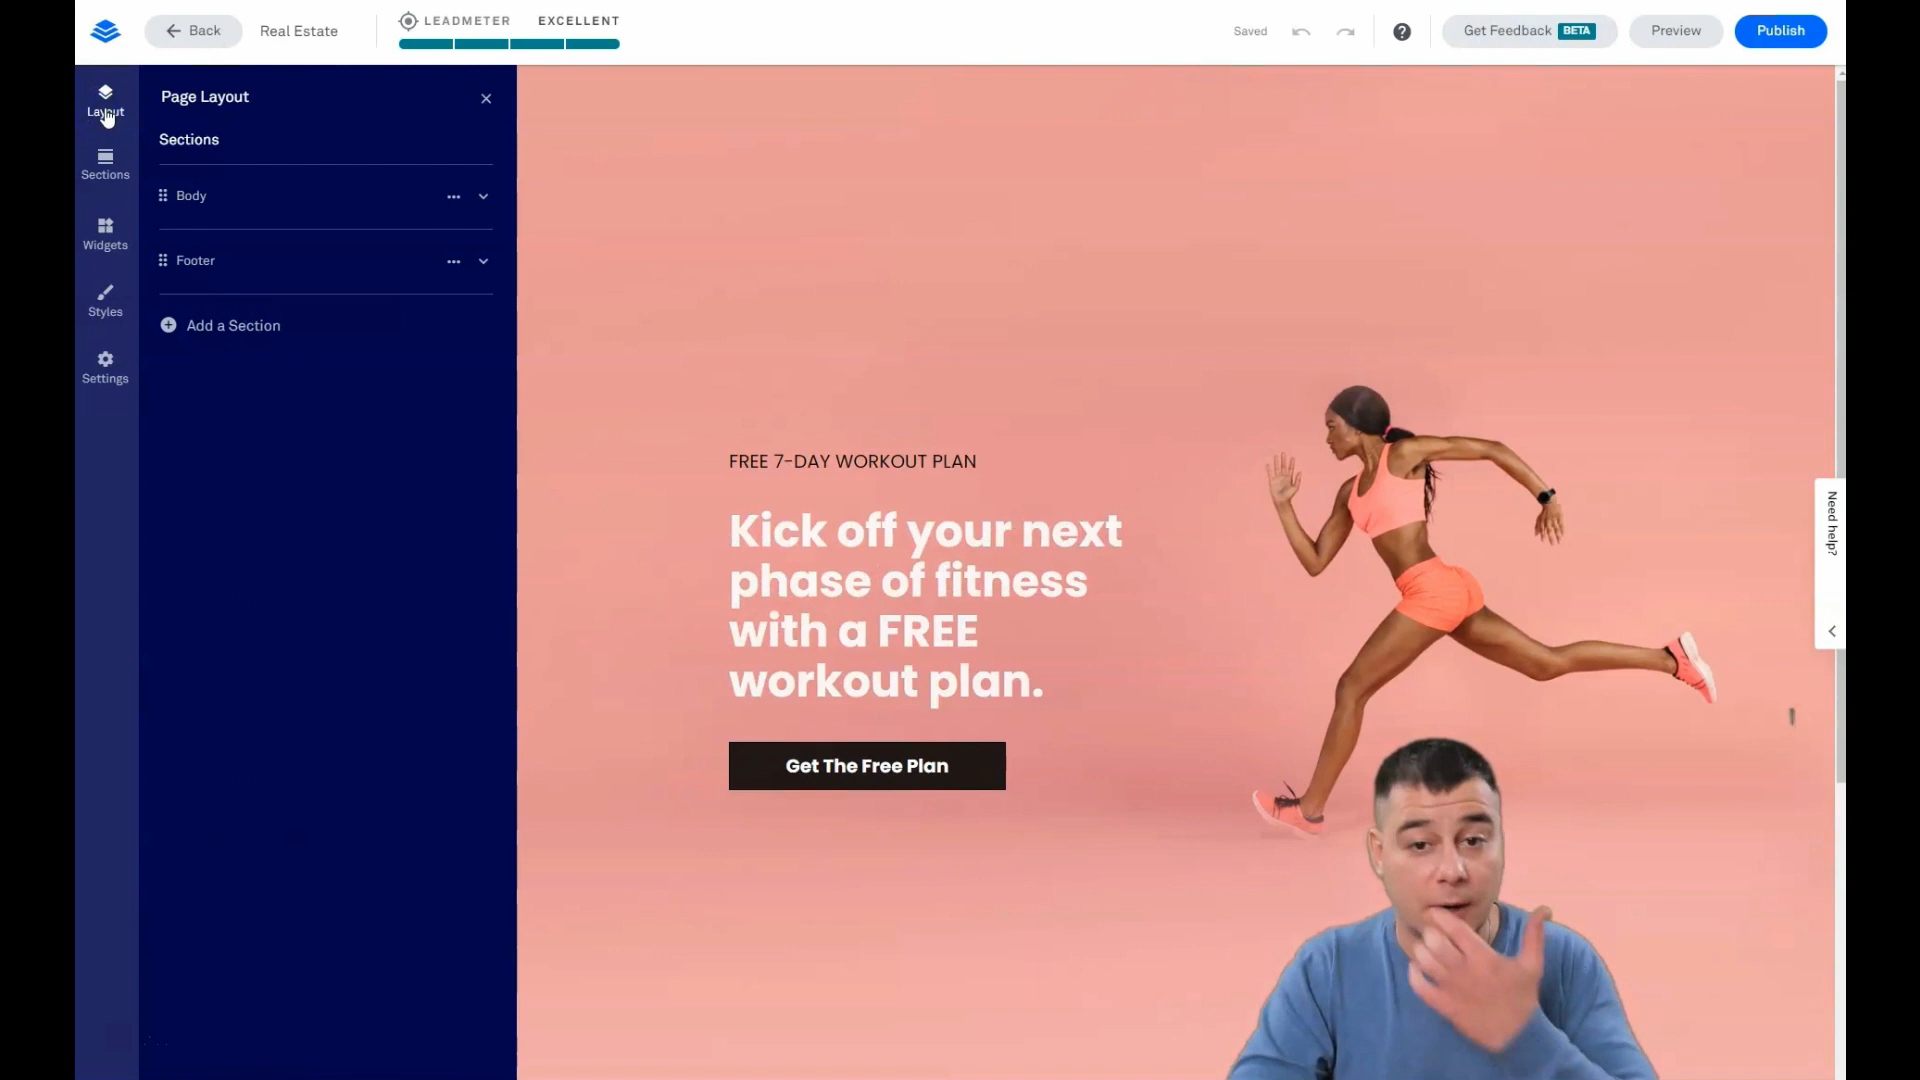 Back
Real Estate
LEADMETER
EXCELLENT
Saved
Get Feedback BETA
Preview
Publish
Layout
Sections
Widgets
Styles
Settings
Page Layout
Sections
Body
Footer
Add a Section
FREE 7-DAY WORKOUT PLAN
Kick off your next
phase of fitness
with a FREE
workout plan.
Get The Free Plan
Need help?